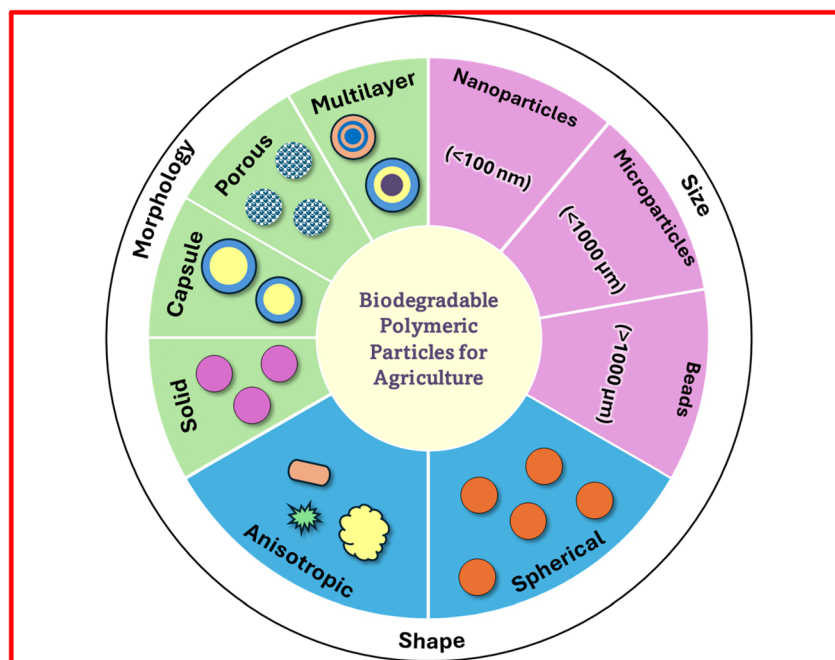 Biodegradable
Polymeric
Particles for
Agriculture
Size
Nanoparticles
(<100 nm)
Microparticles
(<1000 µm)
Beads
(>1000 µm)
Shape
Spherical
Anisotropic
Morphology
Solid
Capsule
Porous
Multilayer